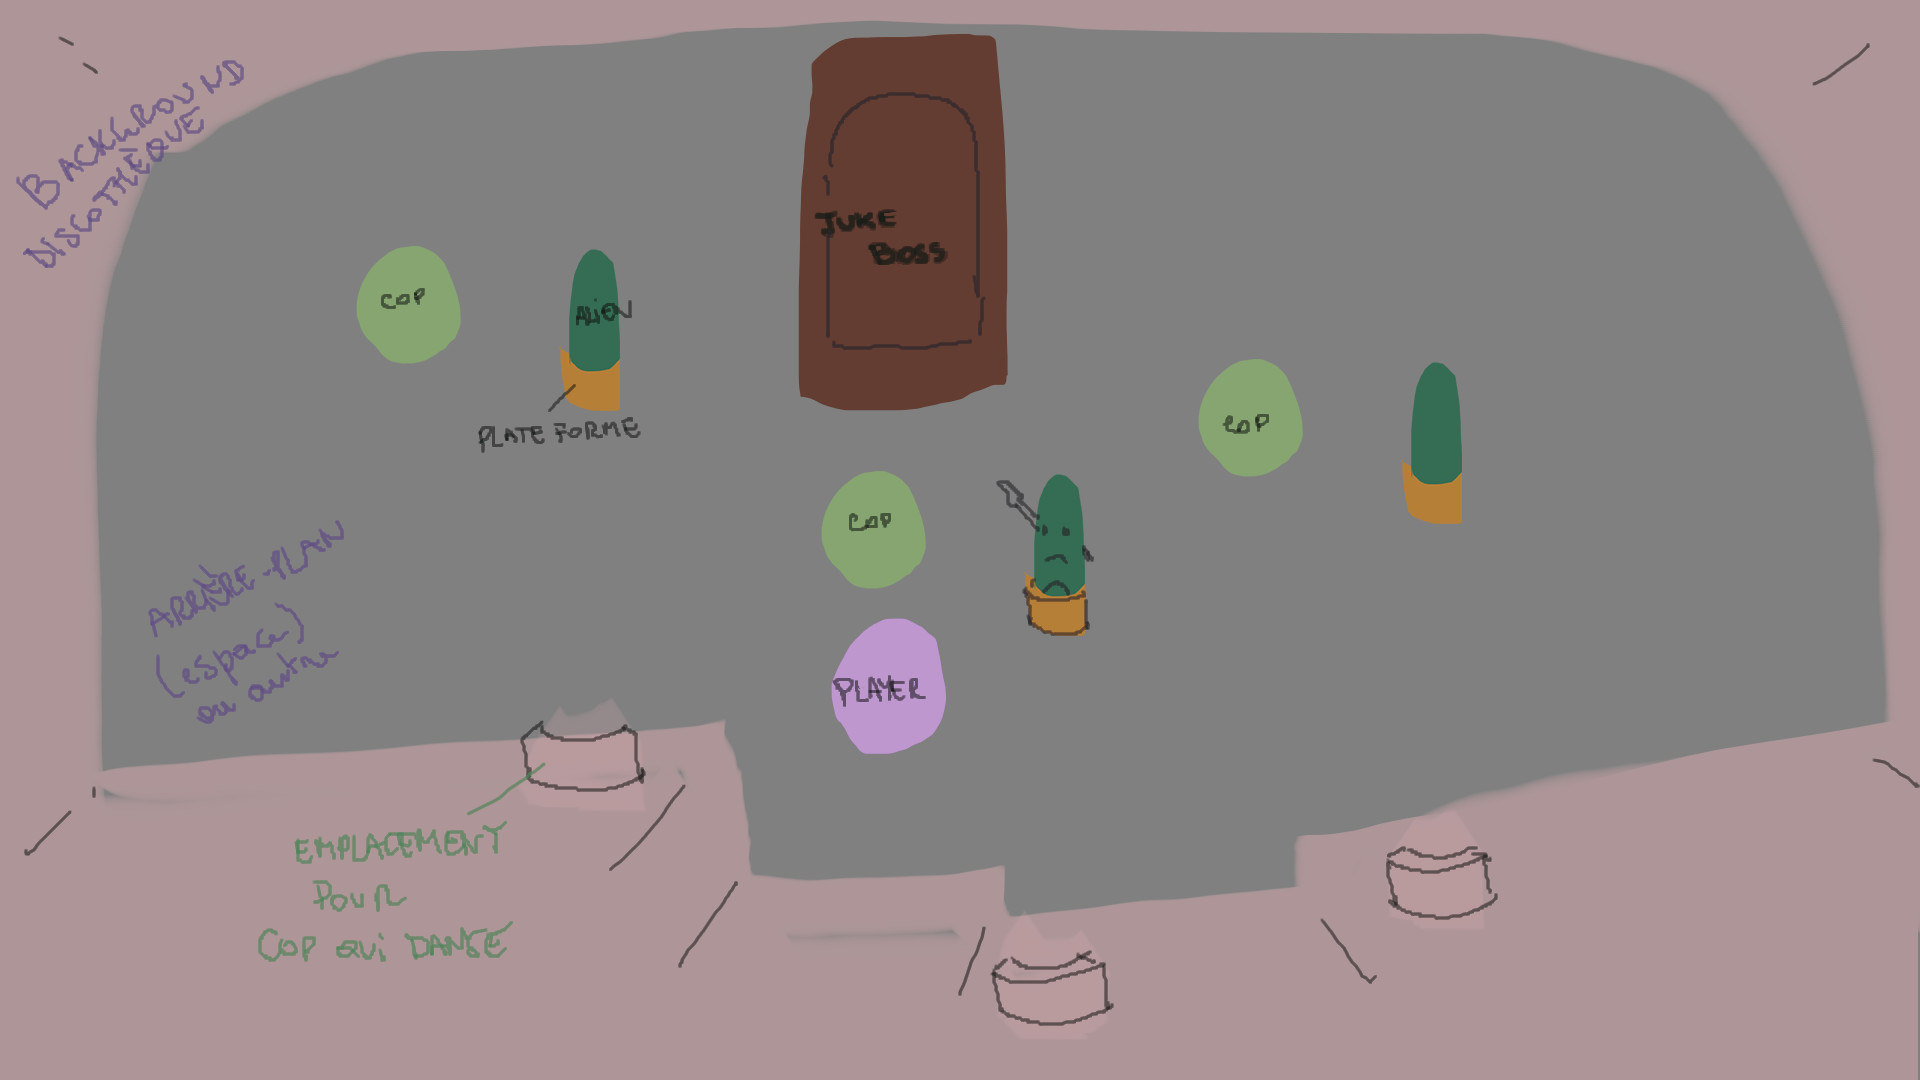 BACKGROUND
DISCOTHÈQUE
JUKE
BOSS
COP
ALIEN
PLATE FORME
COP
COP
PLAYER
ARRIÈRE-PLAN
(espace)
ou autre
EMPLACEMENT
POUR
COP QUI DANSE